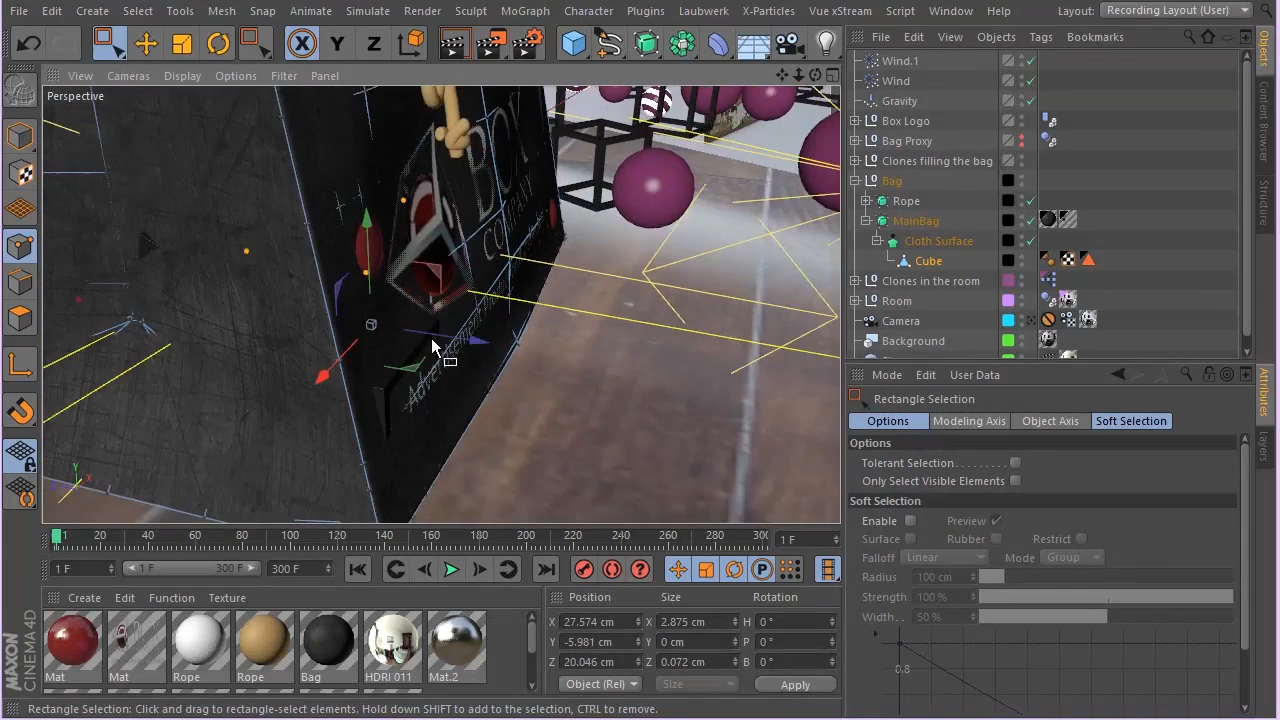 File Edit Create Select Tools Mesh Snap Animate Simulate Render Sculpt MoGraph Character Plugins Laubwerk X-Particles Vue xStream Script Window Help Layout: Recording Layout (User)
X Y Z
File Edit View Objects Tags Bookmarks
View Cameras Display Options Filter Panel
Perspective
Wind.1
Wind
Gravity
Box Logo
Bag Proxy
Clones filling the bag
Bag
Rope
MainBag
Cloth Surface
Cube
Clones in the room
Room
Camera
Background
Objects
Content Browser
Structure
BOX
Y
X
Mode Edit User Data
Rectangle Selection
Options Modeling Axis Object Axis Soft Selection
Options
Tolerant Selection
Only Select Visible Elements
Soft Selection
Enable Preview
Surface Rubber Restrict
Falloff Linear Mode Group
Radius 100 cm
Strength 100 %
Width 50 %
0.8
Attributes
Layers
1 20 40 60 80 100 120 140 160 180 200 220 240 260 280 300 1 F
1 F 1 F 300 F 300 F
P
Create Edit Function Texture
Mat Mat Rope Rope Bag HDRI 011 Mat.2
Position Size Rotation
X 27.574 cm X 2.875 cm H 0 °
Y -5.981 cm Y 0 cm P 0 °
Z 20.046 cm Z 0.072 cm B 0 °
Object (Rel) Size Apply
MAXON
CINEMA 4D
Rectangle Selection: Click and drag to rectangle-select elements. Hold down SHIFT to add to the selection, CTRL to remove.